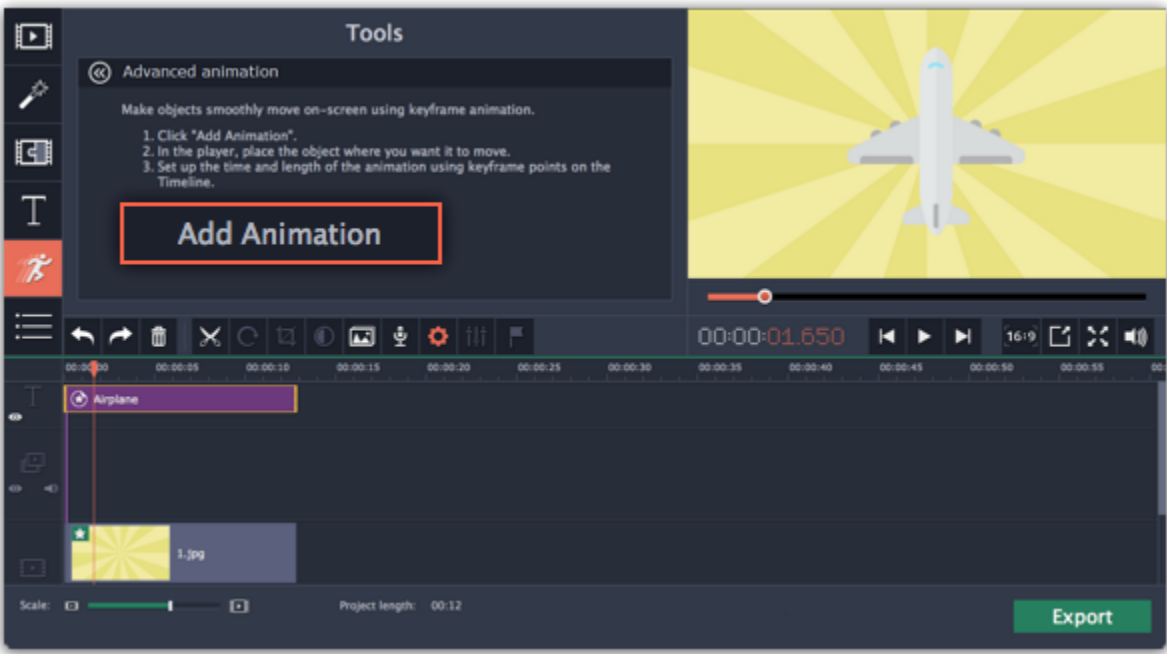 Tools
Advanced animation
Make objects smoothly move on-screen using keyframe animation.
1. Click "Add Animation".
2. In the player, place the object where you want it to move.
3. Set up the time and length of the animation using keyframe points on the
Timeline.
Add Animation
T
00:00:01.650
16:9
00:00:05 00:00:10 00:00:15 00:00:20 00:00:25 00:00:30 00:00:35 00:00:40 00:00:45 00:00:50 00:00:55
T
Airplane
1.jpg
Scale:
Project length: 00:12
Export